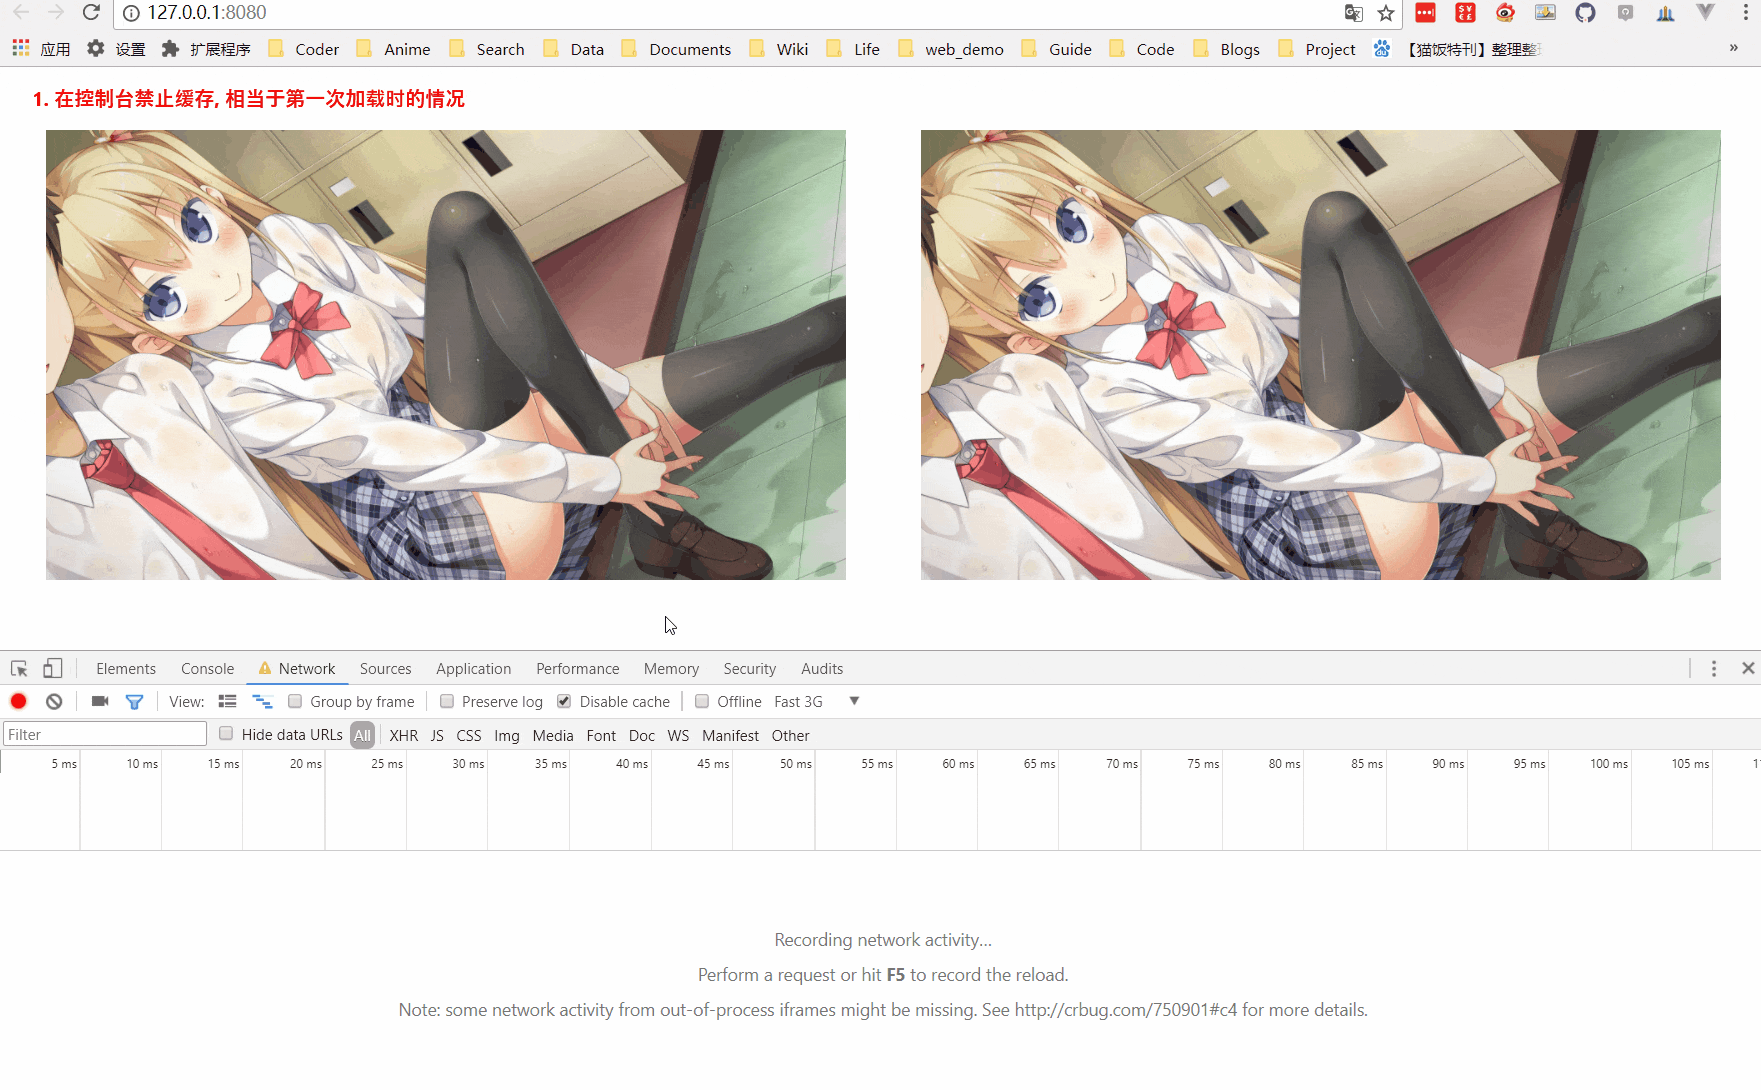 127.0.0.1:8080
应用 设置 扩展程序 Coder Anime Search Data Documents Wiki Life web_demo Guide Code Blogs Project 【猫饭特刊】整理整 »
1. 在控制台禁止缓存, 相当于第一次加载时的情况
Elements Console Network Sources Application Performance Memory Security Audits
View: Group by frame Preserve log Disable cache Offline Fast 3G ▼
Filter Hide data URLs All XHR JS CSS Img Media Font Doc WS Manifest Other
5 ms 10 ms 15 ms 20 ms 25 ms 30 ms 35 ms 40 ms 45 ms 50 ms 55 ms 60 ms 65 ms 70 ms 75 ms 80 ms 85 ms 90 ms 95 ms 100 ms 105 ms
Recording network activity...
Perform a request or hit F5 to record the reload.
Note: some network activity from out-of-process iframes might be missing. See http://crbug.com/750901#c4 for more details.